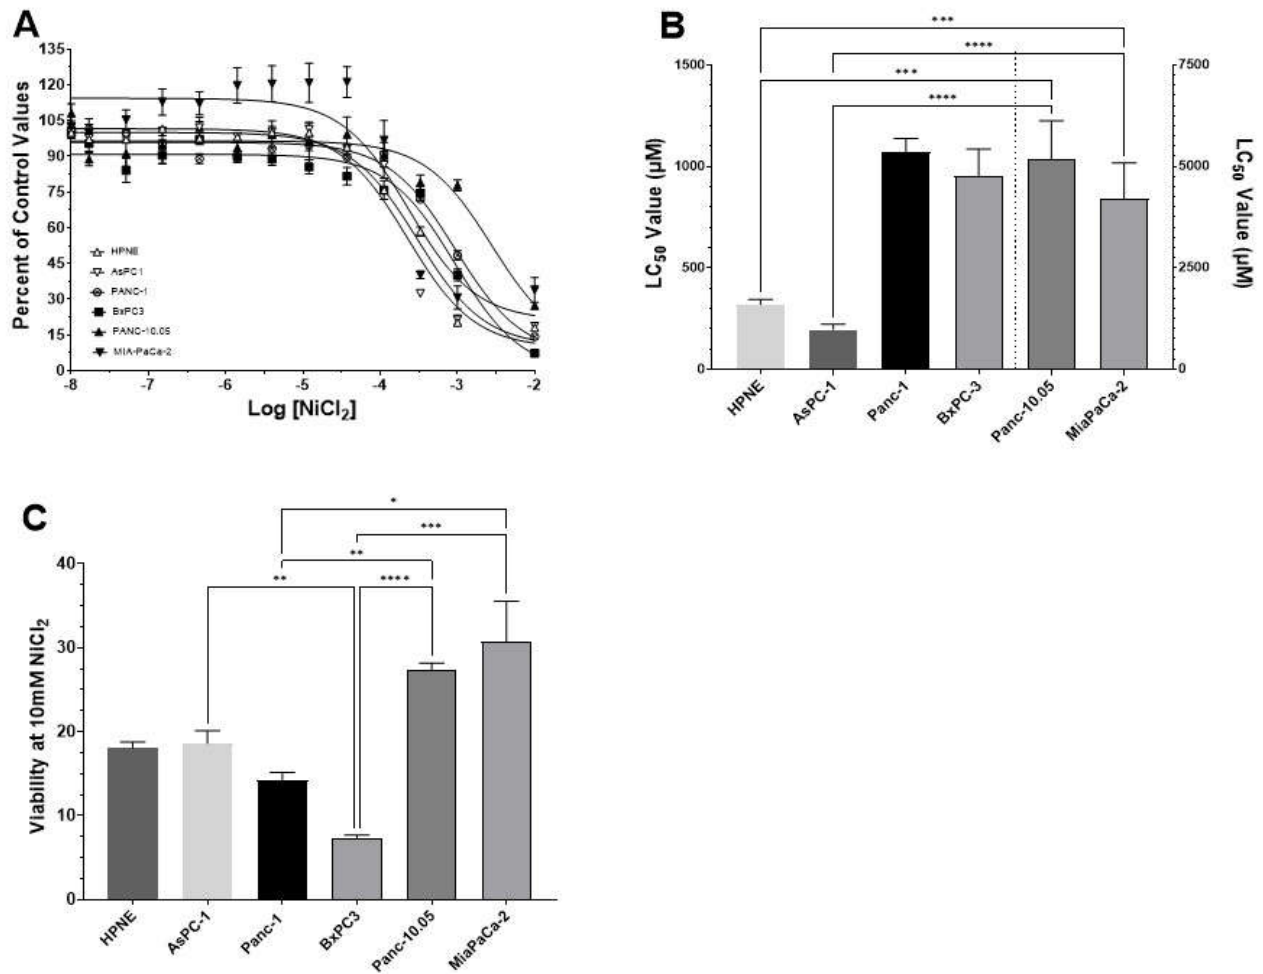 A
135
120
105
90
75
60
45
30
15
0
Percent of Control Values
HPNE
AsPC1
PANC-1
BxPC3
PANC-10.05
MIA-PaCa-2
-8 -7 -6 -5 -4 -3 -2
Log [NiCl2]
B
***
****
***
****
1500
1000
500
0
LC50 Value (µM)
7500
5000
2500
0
LC50 Value (µM)
HPNE AsPC-1 Panc-1 BxPC-3 Panc-10.05 MiaPaCa-2
C
*
***
**
** ****
40
30
20
10
0
Viability at 10mM NiCl2
HPNE AsPC-1 Panc-1 BxPC3 Panc-10.05 MiaPaCa-2